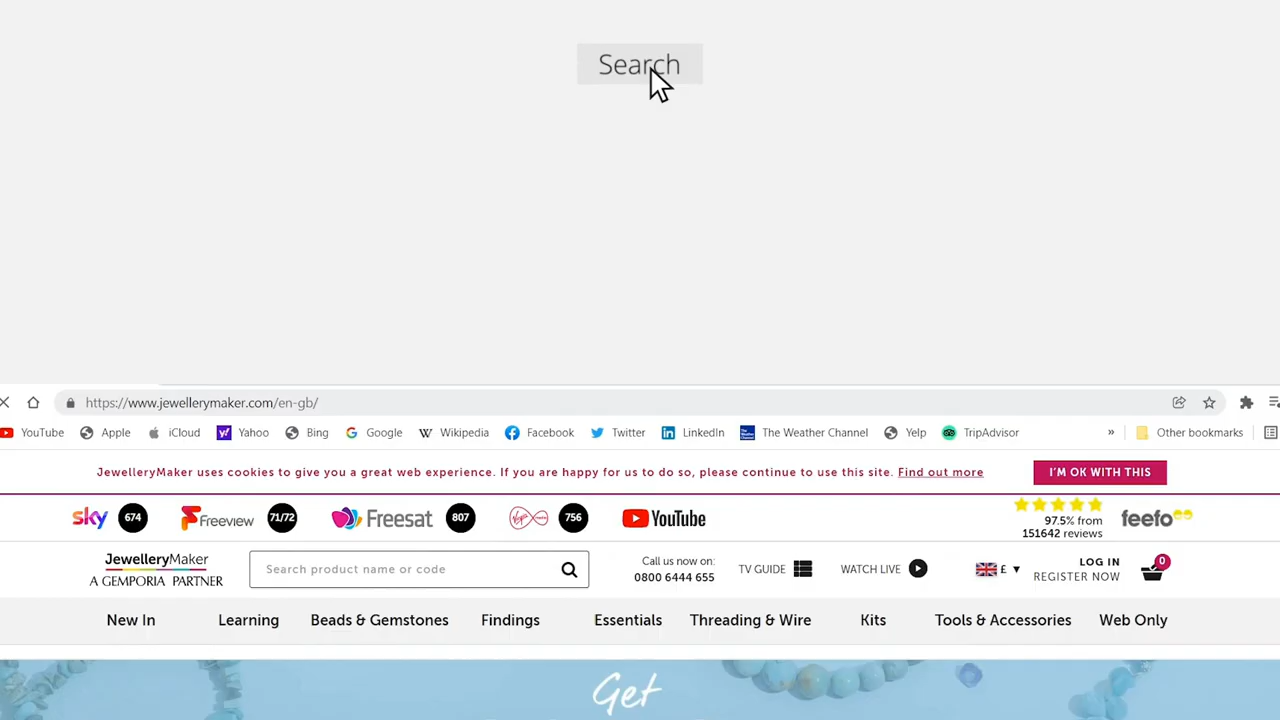 Search
https://www.jewellerymaker.com/en-gb/
YouTube Apple iCloud Yahoo Bing Google Wikipedia Facebook Twitter LinkedIn The Weather Channel Yelp TripAdvisor » Other bookmarks
JewelleryMaker uses cookies to give you a great web experience. If you are happy for us to do so, please continue to use this site. Find out more I'M OK WITH THIS
sky 674 Freeview 71/72 Freesat 807 Virgin media 756 YouTube 97.5% from feefo
151642 reviews
JewelleryMaker Search product name or code Call us now on: TV GUIDE WATCH LIVE £ LOG IN 0
A GEMPORIA PARTNER 0800 6444 655 REGISTER NOW
New In Learning Beads & Gemstones Findings Essentials Threading & Wire Kits Tools & Accessories Web Only
Get